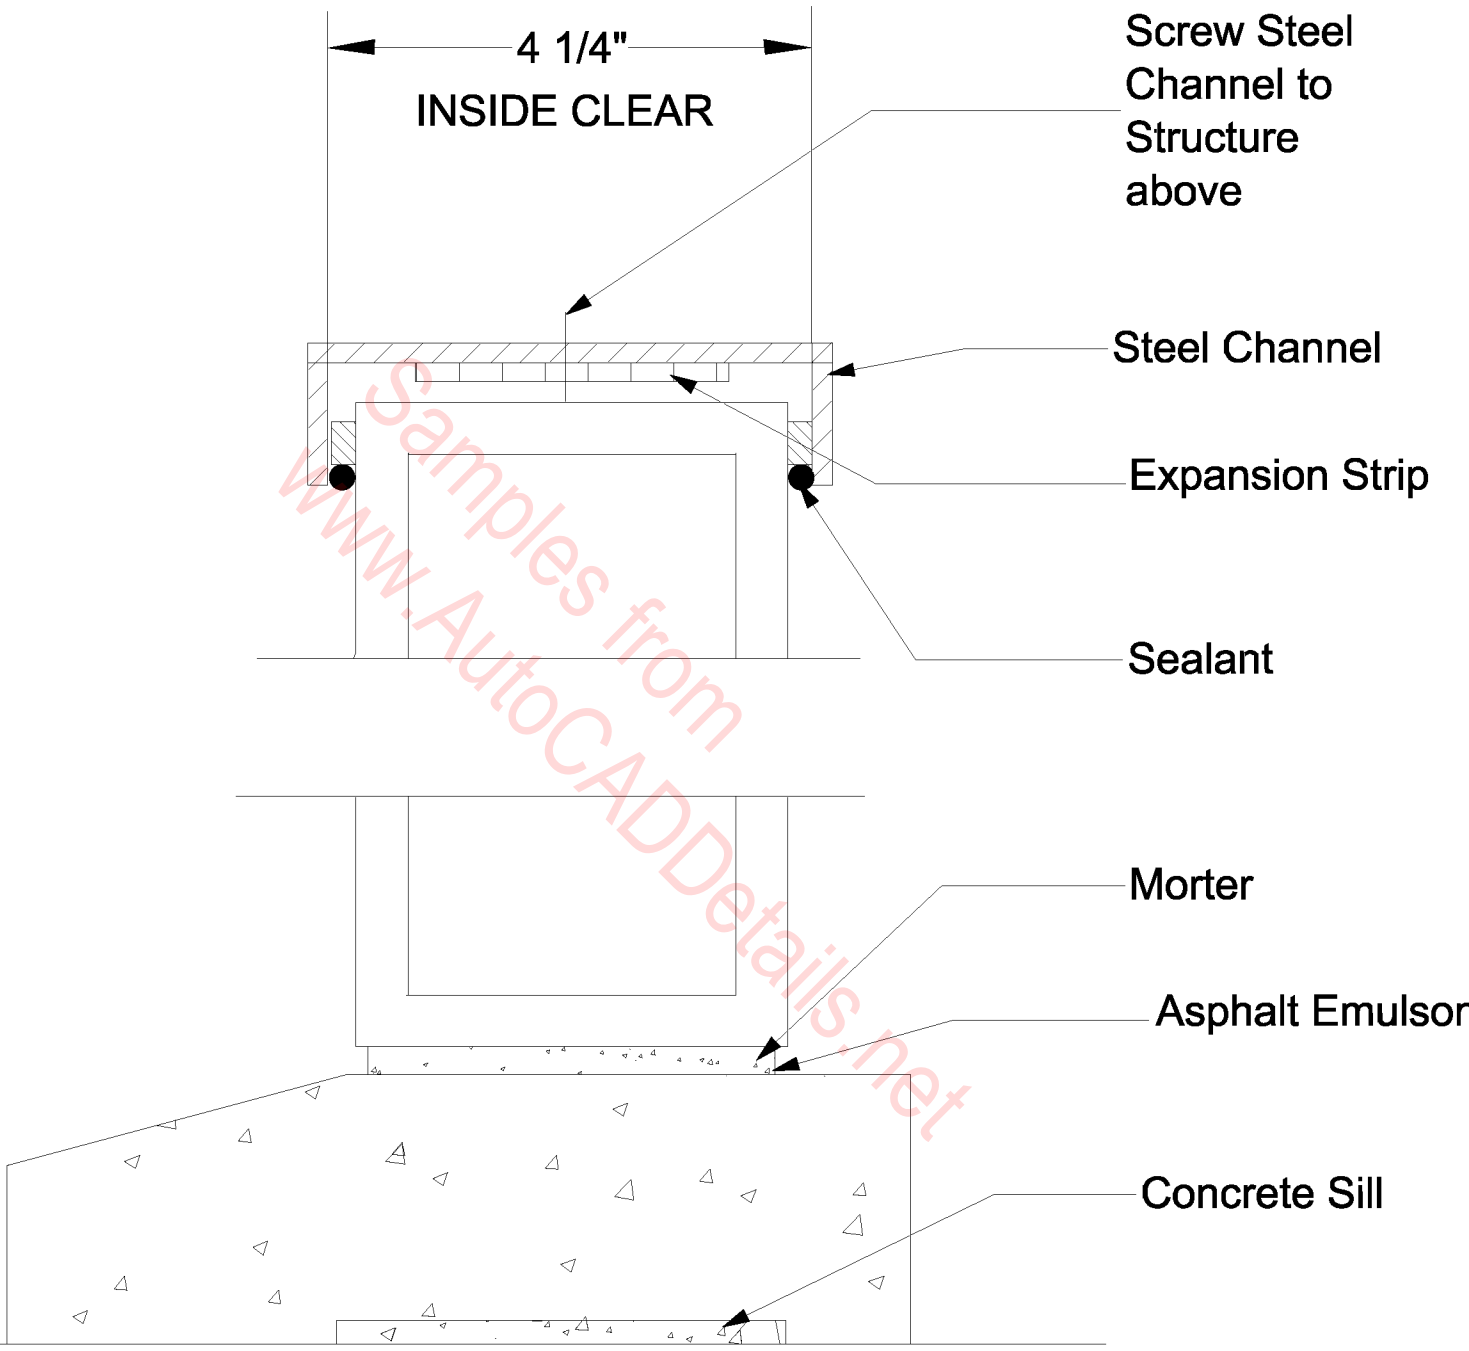 4 1/4"
INSIDE CLEAR
Screw Steel
Channel to
Structure
above
Steel Channel
Expansion Strip
Sealant
Morter
Asphalt Emulsor
Concrete Sill
Samples from
www.AutoCADDetails.net